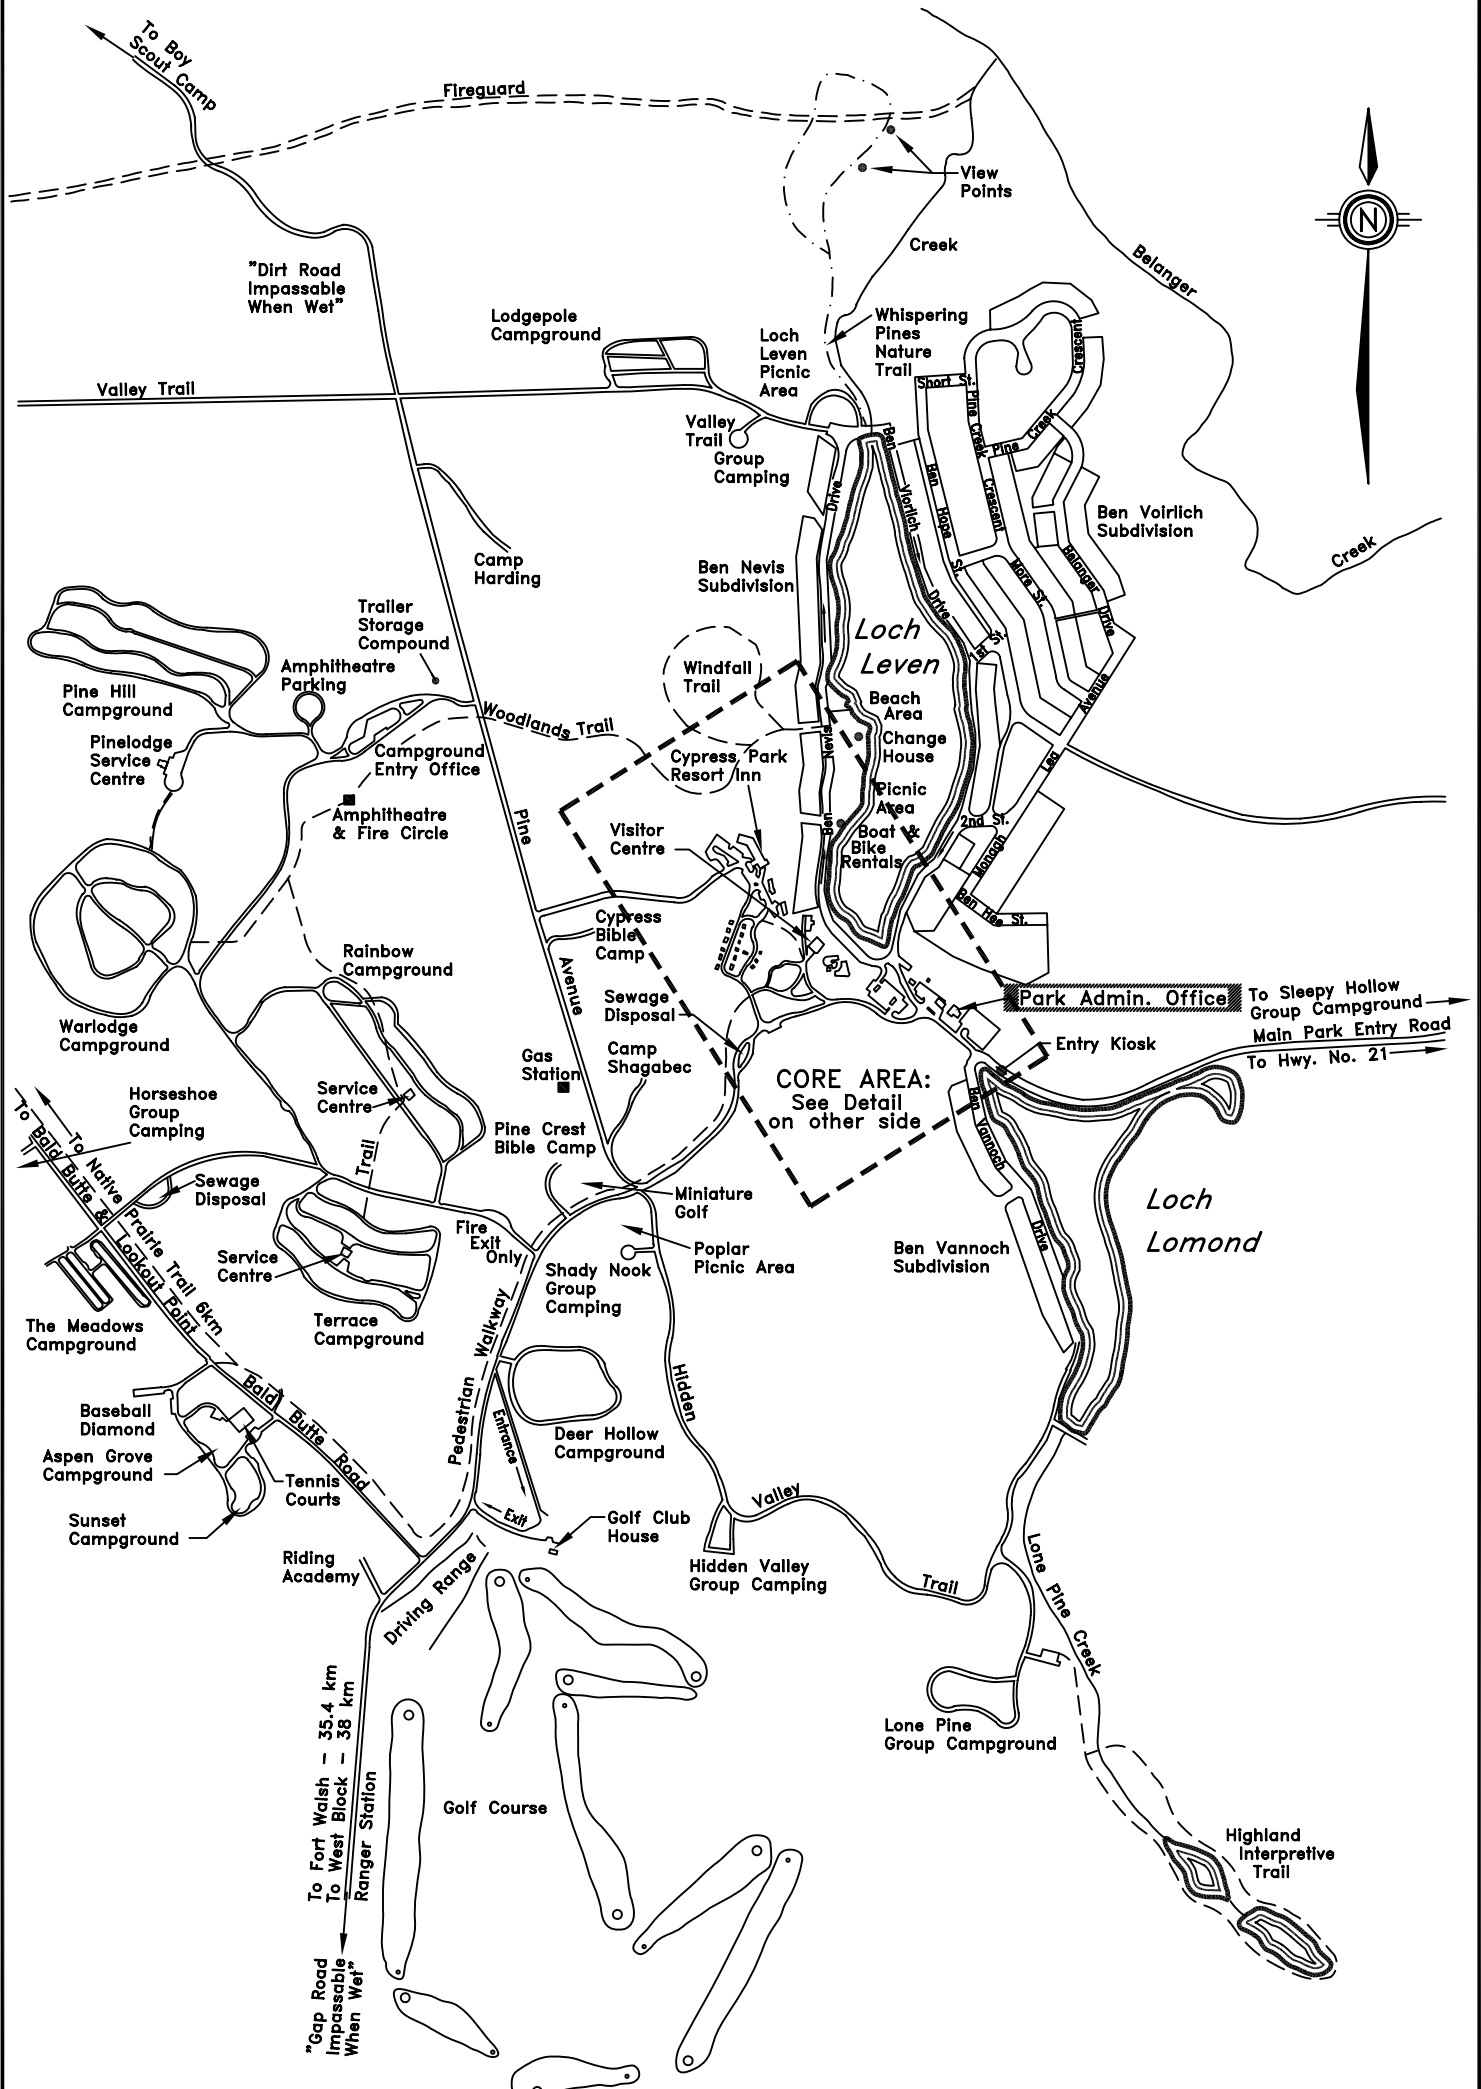 To Boy
Scout Camp
Fireguard
View
Points
N
Creek
Belanger
"Dirt Road
Impassable
When Wet"
Lodgepole
Campground
Loch
Leven
Picnic
Area
Whispering
Pines
Nature
Trail
Crescent
Short St.
Valley Trail
Pine Creek
Creek
Pine
Valley
Trail
Group
Camping
Ben
Ben
Viorlich
Drive
Hope
Crescent
Ben Voirlich
Subdivision
Creek
Camp
Harding
Ben Nevis
Subdivision
St.
More St.
Belanger
Drive
Drive
Trailer
Storage
Compound
Loch
Leven
1st St.
Amphitheatre
Parking
Windfall
Trail
Pine Hill
Campground
Beach
Area
Avenue
Woodlands Trail
Change
House
Nevis
Pinelodge
Service
Centre
Campground
Entry Office
Cypress Park
Resort Inn
Lea
Picnic
Area
Amphitheatre
& Fire Circle
Pine
Visitor
Centre
Ben
Boat &
Bike
Rentals
2nd St.
Monagh
Ben Hee St.
Cypress
Bible
Camp
Rainbow
Campground
Avenue
Sewage
Disposal
Park Admin. Office
To Sleepy Hollow
Group Campground
Main Park Entry Road
To Hwy. No. 21
Warlodge
Campground
Entry Kiosk
Gas
Station
Camp
Shagabec
CORE AREA:
See Detail
on other side
Horseshoe
Group
Camping
Service
Centre
Ben
Vannoch
Drive
Pine Crest
Bible Camp
To Bald Butte &
Lookout Point
To Native
Prairie Trail 6km
Trail
Sewage
Disposal
Miniature
Golf
Loch
Lomond
Fire
Exit
Only
Poplar
Picnic Area
Ben Vannoch
Subdivision
Service
Centre
Shady Nook
Group
Camping
The Meadows
Campground
Terrace
Campground
Pedestrian Walkway
Hidden
Bald Butte Road
Baseball
Diamond
Entrance
Deer Hollow
Campground
Aspen Grove
Campground
Tennis
Courts
Valley
Exit
Golf Club
House
Sunset
Campground
Riding
Academy
Driving Range
Hidden Valley
Group Camping
Trail
Lone Pine Creek
Lone Pine
Group Campground
To Fort Walsh - 35.4 km
To West Block - 38 km
Ranger Station
Golf Course
Highland
Interpretive
Trail
"Gap Road
Impassable
When Wet"